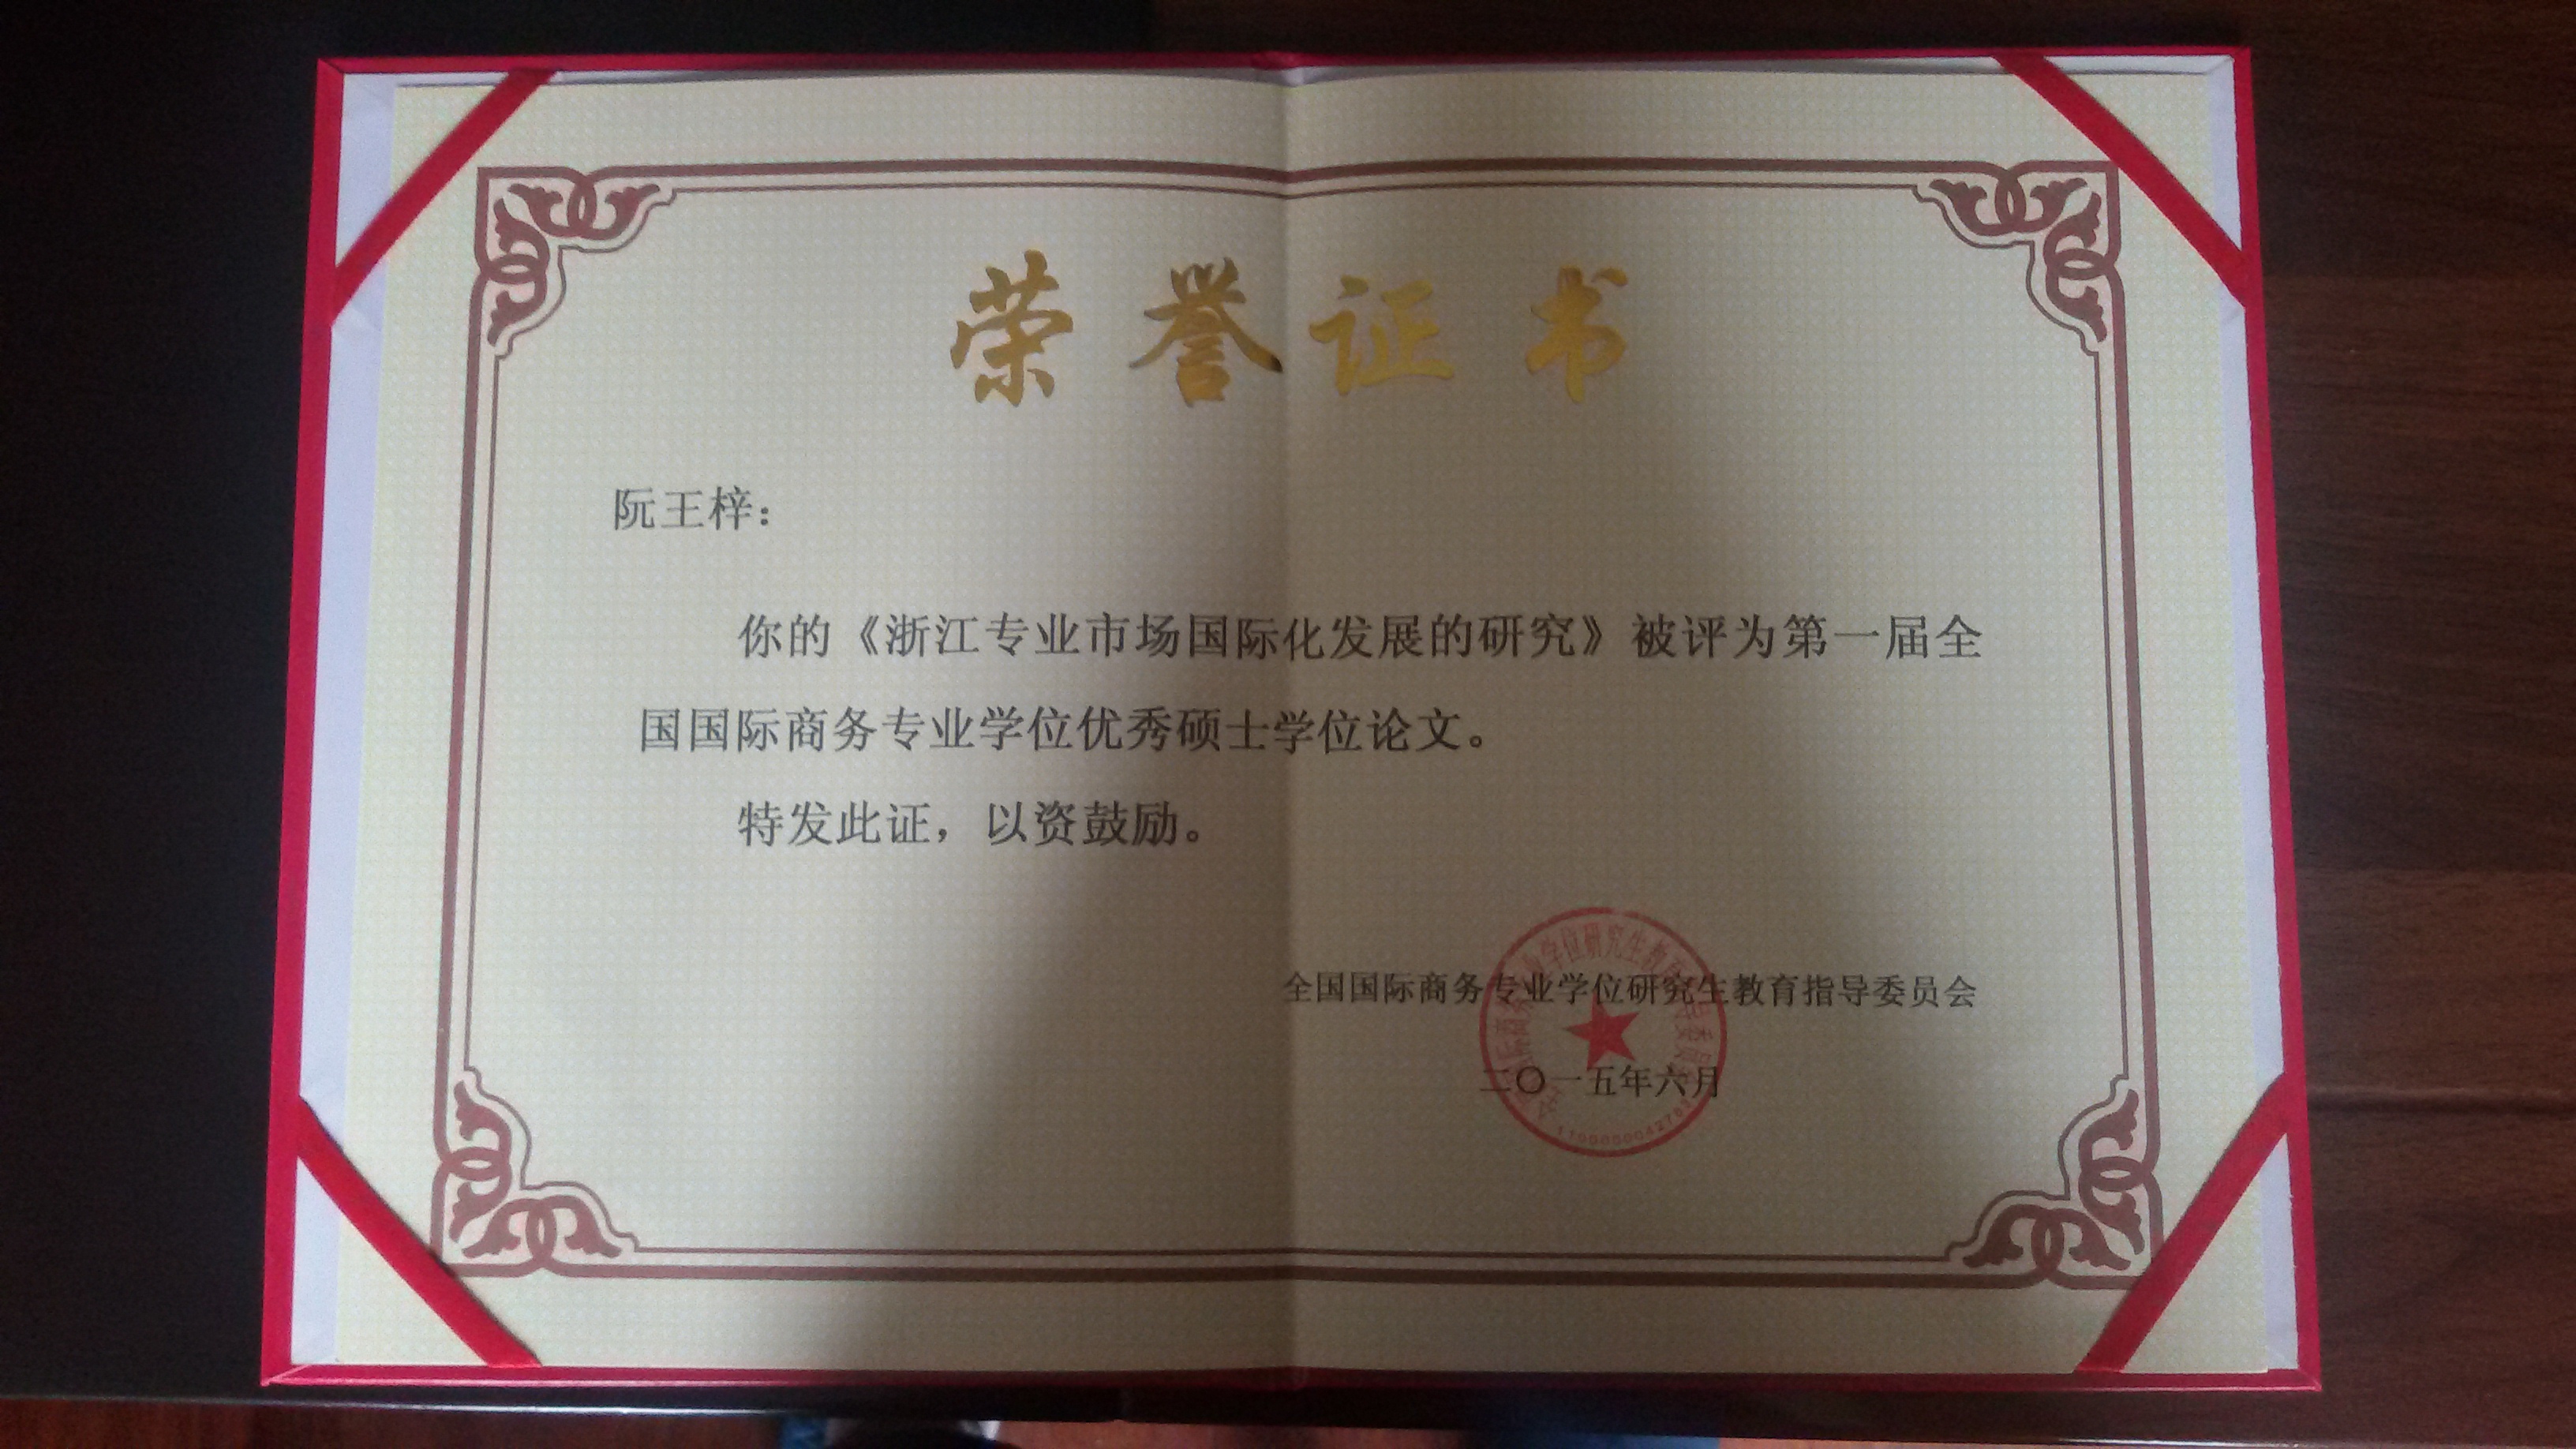 荣誉证书
阮王梓：
你的《浙江专业市场国际化发展的研究》被评为第一届全
国国际商务专业学位优秀硕士学位论文。
特发此证，以资鼓励。
全国国际商务专业学位研究生教育指导委员会
二〇一五年六月